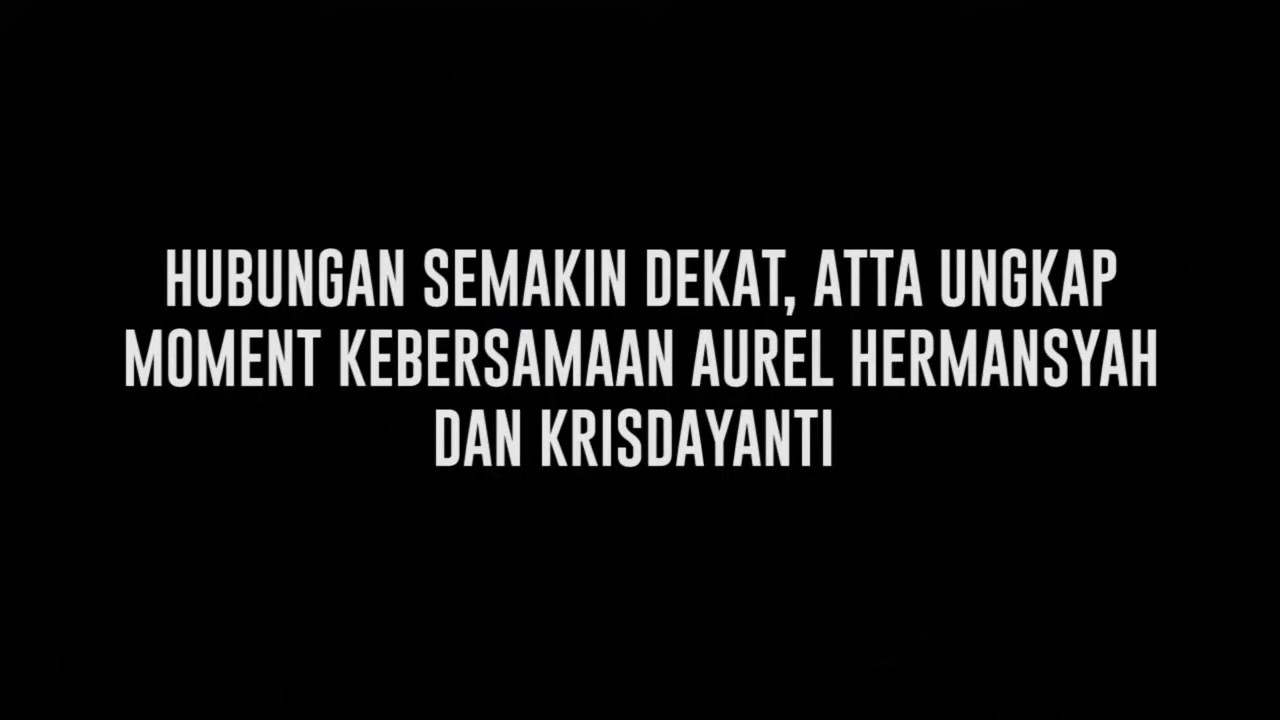 HUBUNGAN SEMAKIN DEKAT, ATTA UNGKAP
MOMENT KEBERSAMAAN AUREL HERMANSYAH
DAN KRISDAYANTI